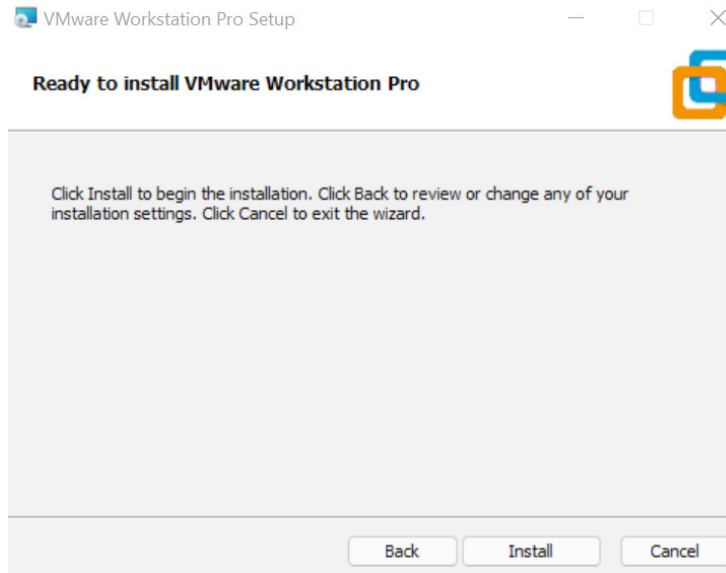 VMware Workstation Pro Setup
Ready to install VMware Workstation Pro
Click Install to begin the installation. Click Back to review or change any of your
installation settings. Click Cancel to exit the wizard.
Back Install Cancel